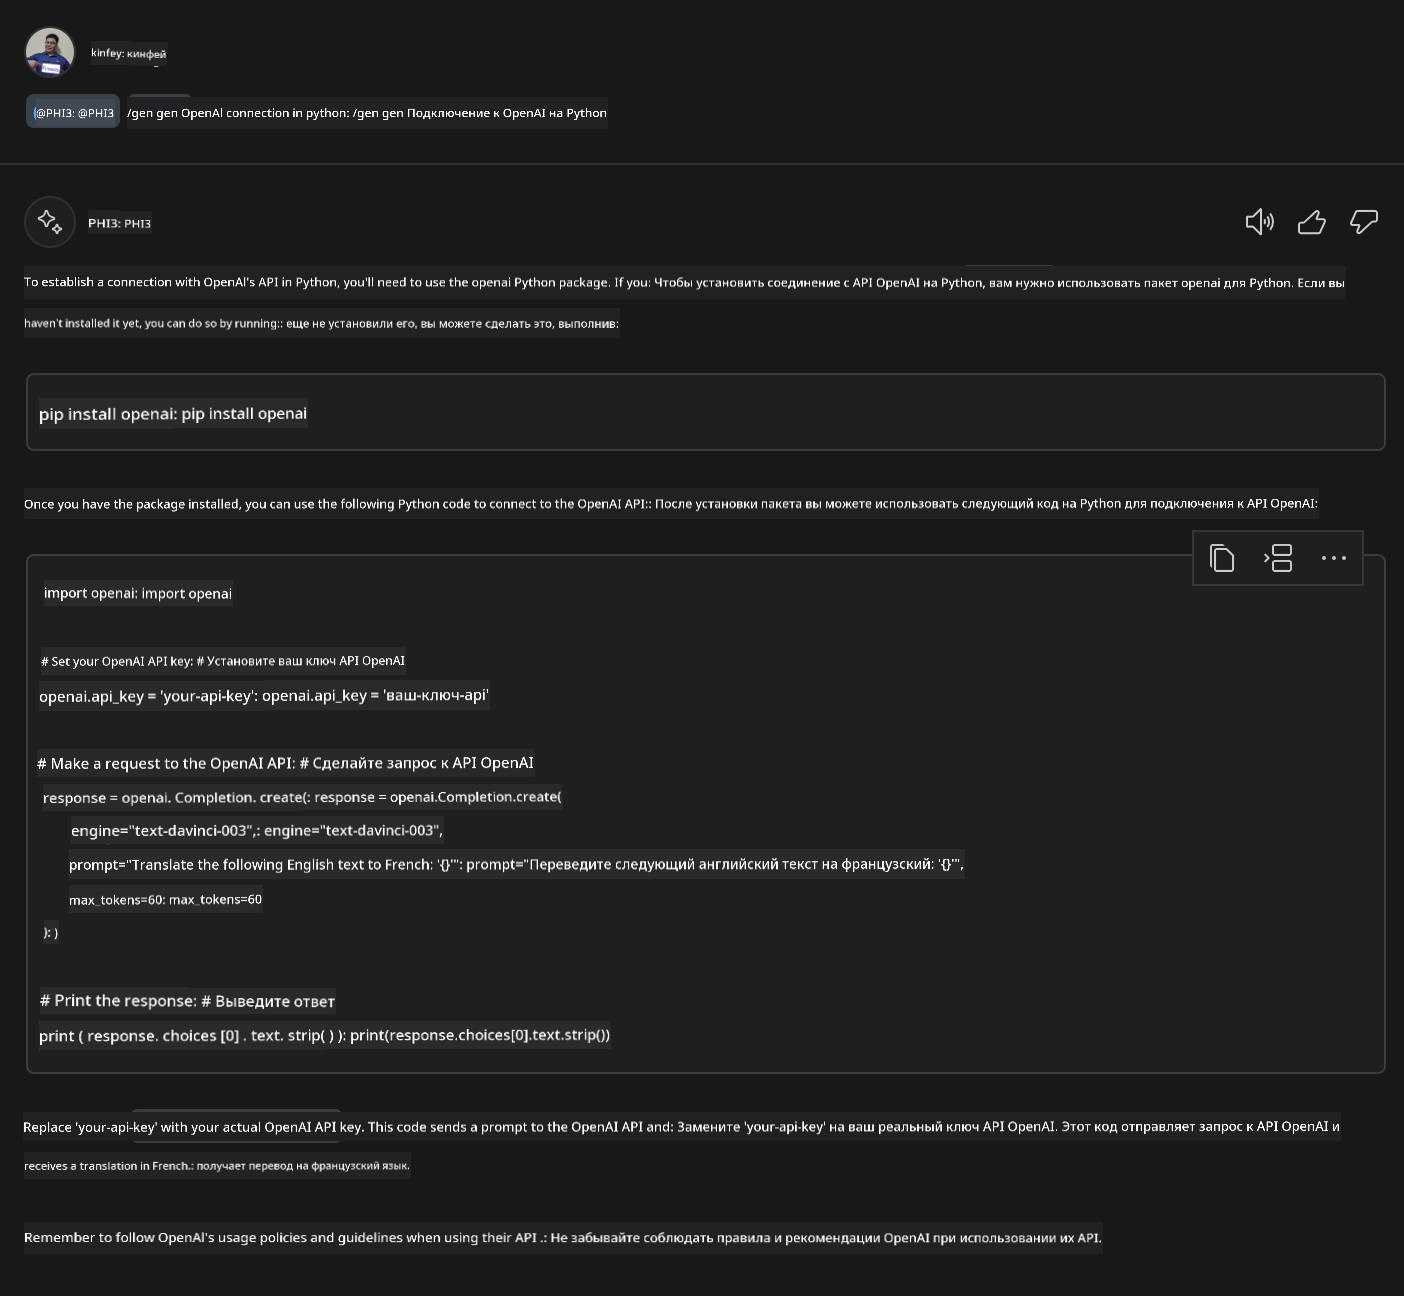 kinfey: кинфей
@PHI3: @PHI3 /gen gen OpenAI connection in python: /gen gen Подключение к OpenAI на Python
PHI3: PHI3
To establish a connection with OpenAI's API in Python, you'll need to use the openai Python package. If you: Чтобы установить соединение с API OpenAI на Python, вам нужно использовать пакет openai для Python. Если вы
haven't installed it yet, you can do so by running:: еще не установили его, вы можете сделать это, выполнив:
pip install openai: pip install openai
Once you have the package installed, you can use the following Python code to connect to the OpenAI API:: После установки пакета вы можете использовать следующий код на Python для подключения к API OpenAI:
import openai: import openai
# Set your OpenAI API key: # Установите ваш ключ API OpenAI
openai.api_key = 'your-api-key': openai.api_key = 'ваш-ключ-api'
# Make a request to the OpenAI API: # Сделайте запрос к API OpenAI
response = openai. Completion. create(: response = openai.Completion.create(
engine="text-davinci-003",: engine="text-davinci-003",
prompt="Translate the following English text to French: '{}'": prompt="Переведите следующий английский текст на французский: '{}'",
max_tokens=60: max_tokens=60
): )
# Print the response: # Выведите ответ
print ( response. choices [0] . text. strip( ) ): print(response.choices[0].text.strip())
Replace 'your-api-key' with your actual OpenAI API key. This code sends a prompt to the OpenAI API and: Замените 'your-api-key' на ваш реальный ключ API OpenAI. Этот код отправляет запрос к API OpenAI и
receives a translation in French.: получает перевод на французский язык.
Remember to follow OpenAI's usage policies and guidelines when using their API .: Не забывайте соблюдать правила и рекомендации OpenAI при использовании их API.